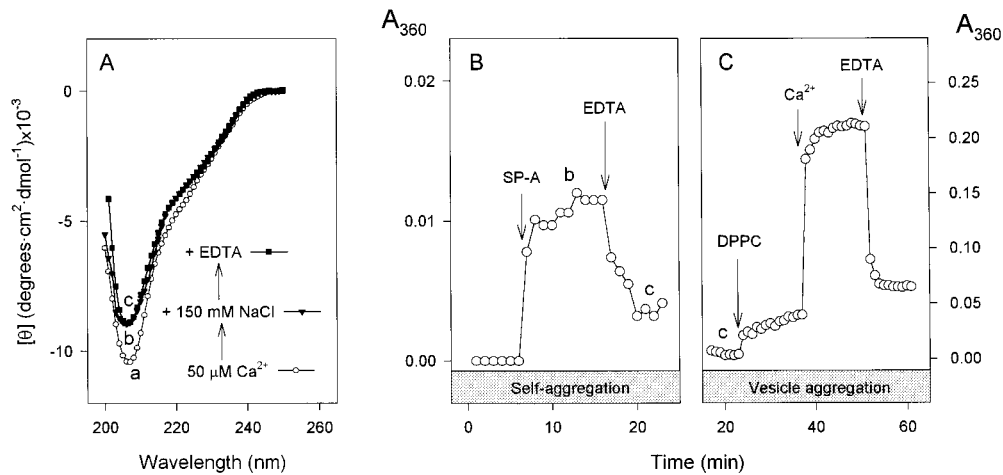 A
[θ] (degrees·cm²·dmol⁻¹)x10⁻³
0
-5
-10
c
b
a
+ EDTA
+ 150 mM NaCl
50 μM Ca²⁺
200 220 240 260
Wavelength (nm)
A₃₆₀
B
0.02
0.01
0.00
SP-A
b
EDTA
c
Self-aggregation
0 10 20
A₃₆₀
C
EDTA
Ca²⁺
DPPC
c
0.25
0.20
0.15
0.10
0.05
0.00
Vesicle aggregation
20 40 60
Time (min)